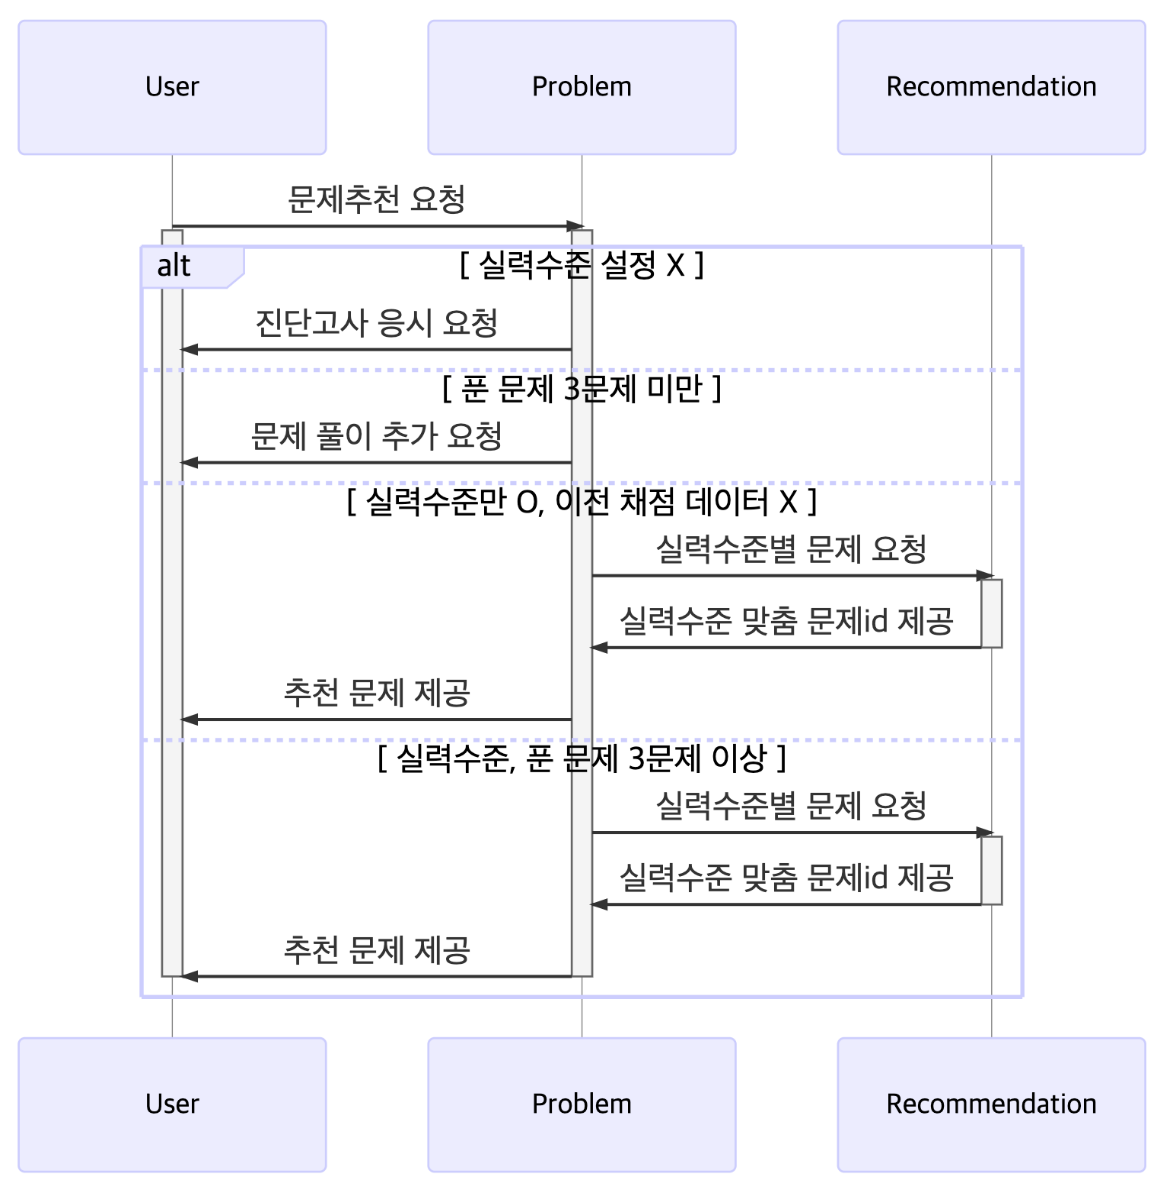 User
Problem
Recommendation
문제추천 요청
alt
[ 실력수준 설정 X ]
진단고사 응시 요청
[ 푼 문제 3문제 미만 ]
문제 풀이 추가 요청
[ 실력수준만 O, 이전 채점 데이터 X ]
실력수준별 문제 요청
실력수준 맞춤 문제id 제공
추천 문제 제공
[ 실력수준, 푼 문제 3문제 이상 ]
실력수준별 문제 요청
실력수준 맞춤 문제id 제공
추천 문제 제공
User
Problem
Recommendation